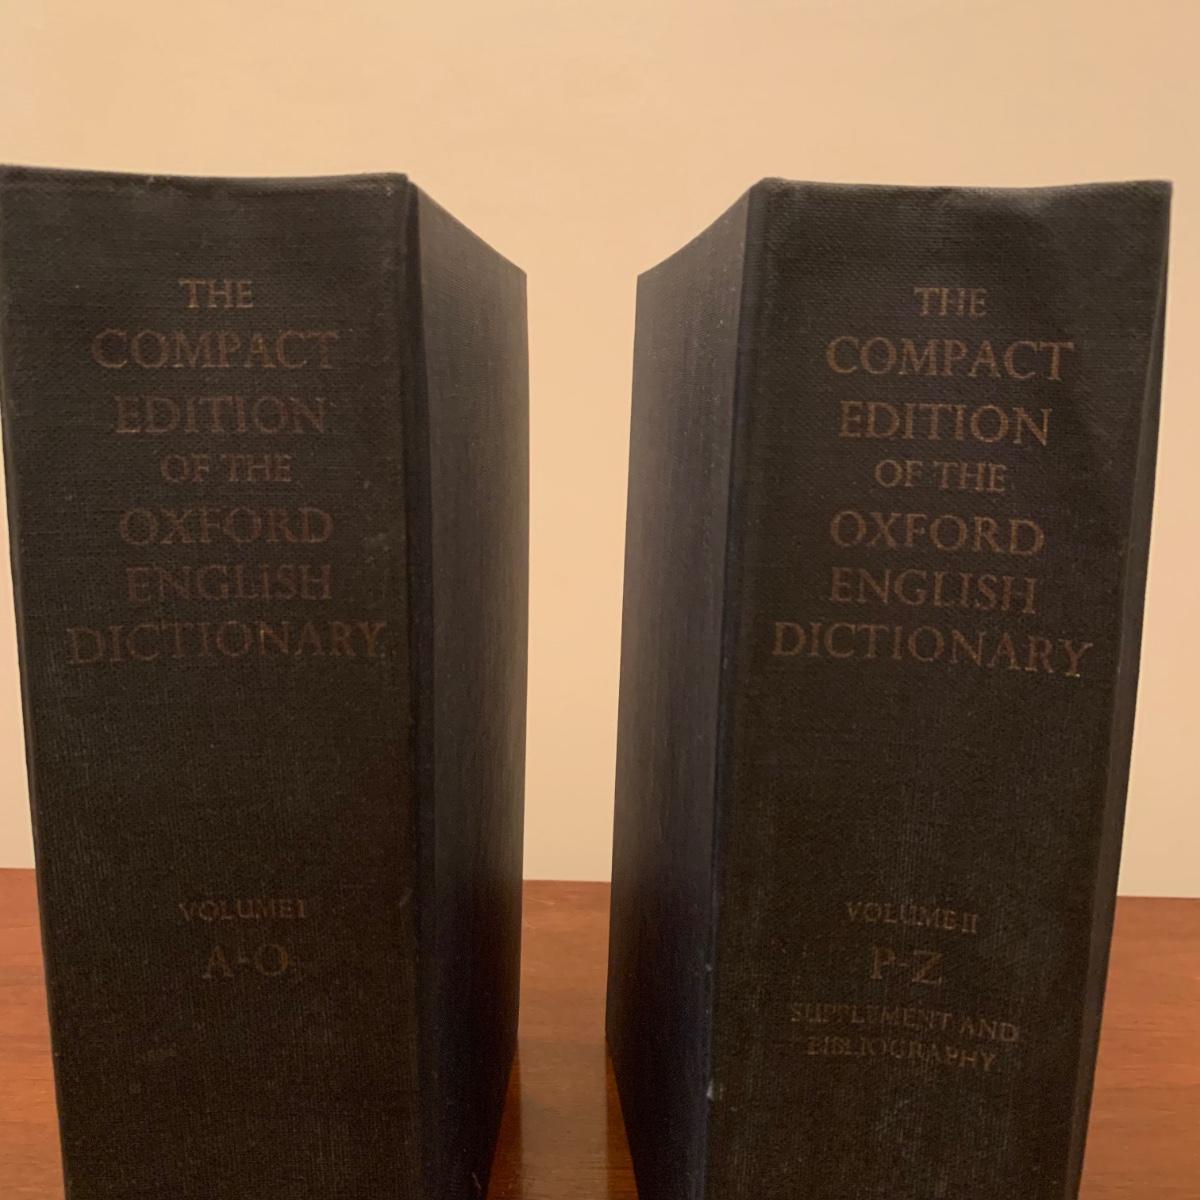 THE
COMPACT
EDITION
OF THE
OXFORD
ENGLISH
DICTIONARY
VOLUME I
A-O
THE
COMPACT
EDITION
OF THE
OXFORD
ENGLISH
DICTIONARY
VOLUME II
P-Z
SUPPLEMENT AND
BIBLIOGRAPHY